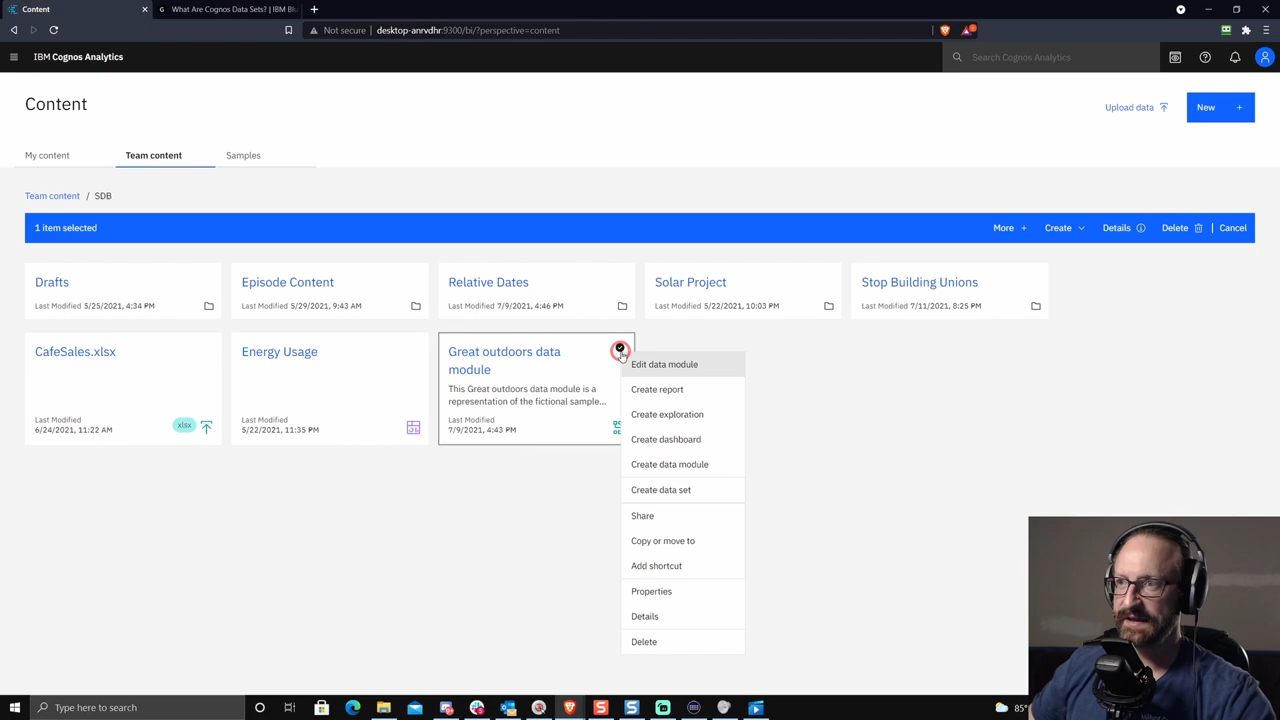 Content
What Are Cognos Data Sets? | IBM Bl
Not secure | desktop-anrvdhr:9300/bi/?perspective=content
IBM Cognos Analytics
Search Cognos Analytics
Content
Upload data
New +
My content
Team content
Samples
Team content / SDB
1 item selected
More +
Create
Details
Delete
Cancel
Drafts
Last Modified 5/25/2021, 4:34 PM
Episode Content
Last Modified 5/29/2021, 9:43 AM
Relative Dates
Last Modified 7/9/2021, 4:46 PM
Solar Project
Last Modified 5/22/2021, 10:03 PM
Stop Building Unions
Last Modified 7/11/2021, 8:25 PM
CafeSales.xlsx
Last Modified
6/24/2021, 11:22 AM
xlsx
Energy Usage
Last Modified
5/22/2021, 11:35 PM
Great outdoors data
module
This Great outdoors data module is a
representation of the fictional sample...
Last Modified
7/9/2021, 4:43 PM
Edit data module
Create report
Create exploration
Create dashboard
Create data module
Create data set
Share
Copy or move to
Add shortcut
Properties
Details
Delete
Type here to search
85°